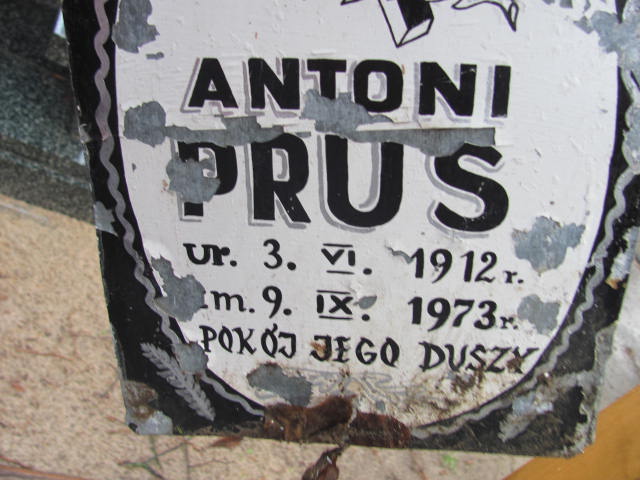 ANTONI
PRUS
ur. 3. VI. 1912 r.
zm. 9. IX. 1973 r.
POKÓJ JEGO DUSZY